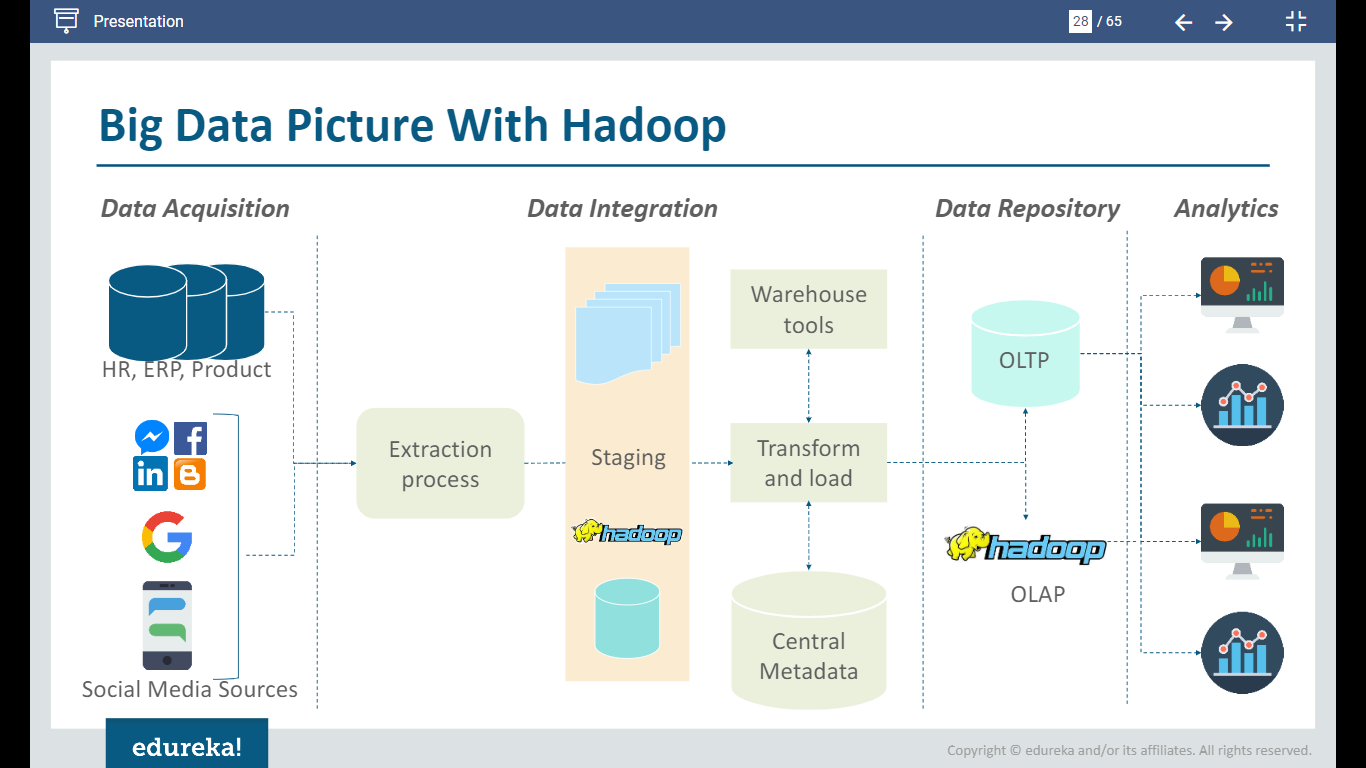 Presentation
28 / 65
Big Data Picture With Hadoop
Data Acquisition
Data Integration
Data Repository
Analytics
HR, ERP, Product
f
in
B
G
Social Media Sources
Extraction
process
Staging
hadoop
Warehouse
tools
Transform
and load
Central
Metadata
OLTP
hadoop
OLAP
edureka!
Copyright © edureka and/or its affiliates. All rights reserved.